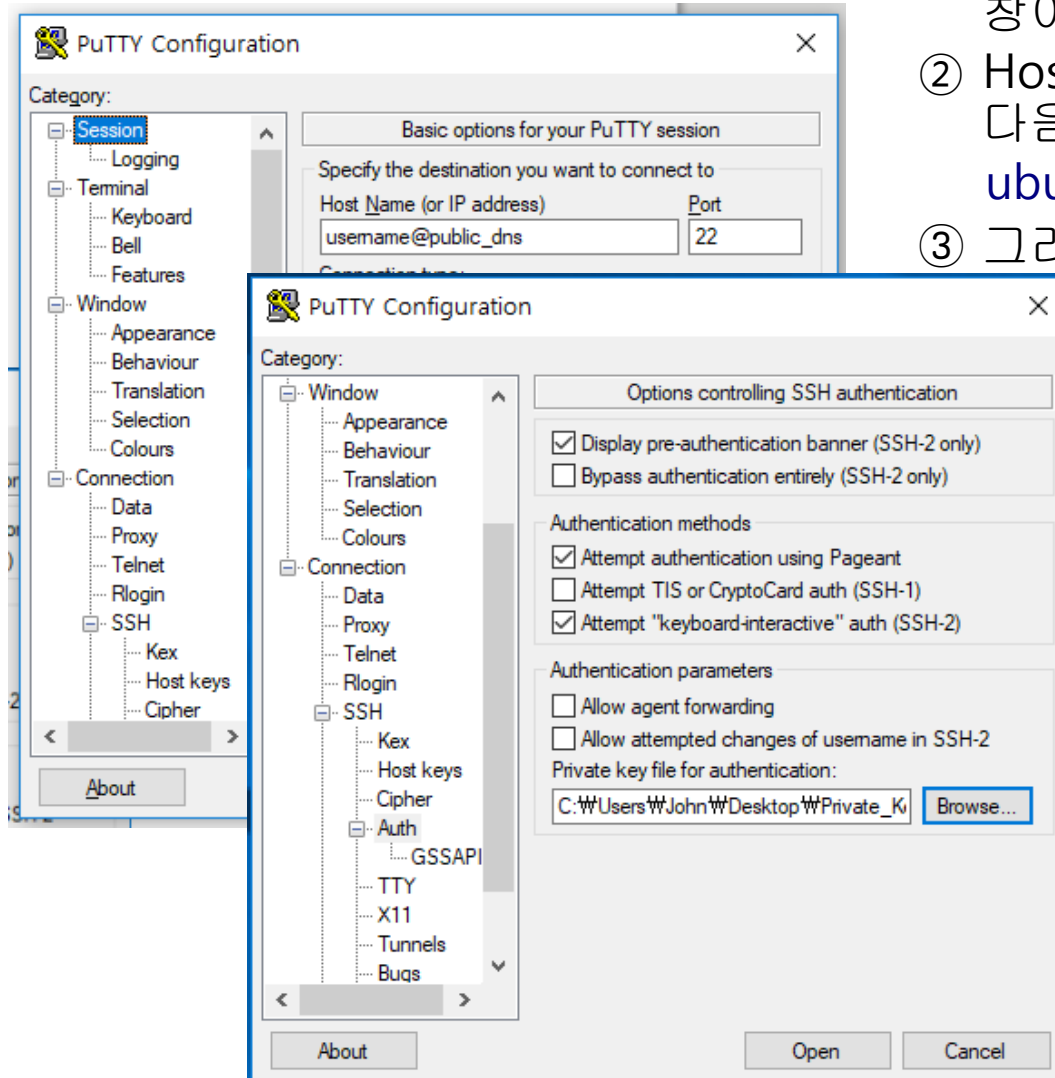 PuTTY Configuration
Category:
Session
Logging
Terminal
Keyboard
Bell
Features
Window
Appearance
Behaviour
Translation
Selection
Colours
Connection
Data
Proxy
Telnet
Rlogin
SSH
Kex
Host keys
Cipher
About
Basic options for your PuTTY session
Specify the destination you want to connect to
Host Name (or IP address) Port
username@public_dns 22
Connection type:
PuTTY Configuration
Category:
Window
Appearance
Behaviour
Translation
Selection
Colours
Connection
Data
Proxy
Telnet
Rlogin
SSH
Kex
Host keys
Cipher
Auth
GSSAPI
TTY
X11
Tunnels
Bugs
Options controlling SSH authentication
Display pre-authentication banner (SSH-2 only)
Bypass authentication entirely (SSH-2 only)
Authentication methods
Attempt authentication using Pageant
Attempt TIS or CryptoCard auth (SSH-1)
Attempt "keyboard-interactive" auth (SSH-2)
Authentication parameters
Allow agent forwarding
Allow attempted changes of username in SSH-2
Private key file for authentication:
C:₩Users₩John₩Desktop₩Private_K Browse...
About Open Cancel
② Hos
다음
ubu
③